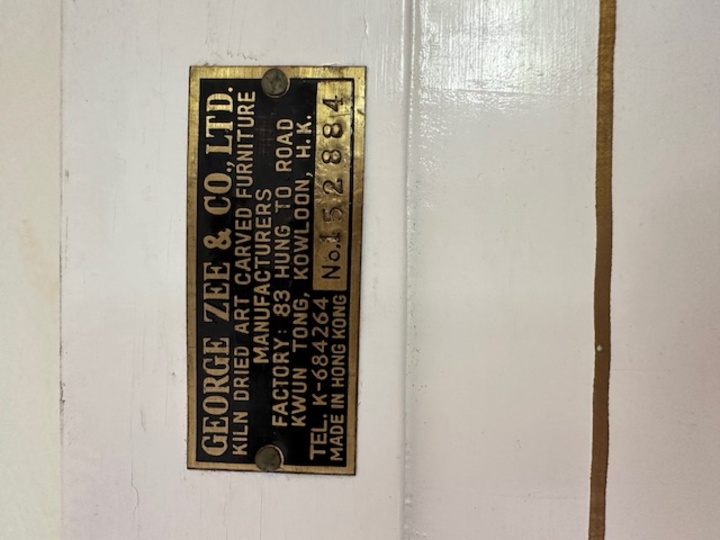 GEORGE ZEE & CO., LTD.
KILN DRIED ART CARVED FURNITURE
MANUFACTURERS
FACTORY: 83 HUNG TO ROAD
KWUN TONG, KOWLOON, H.K.
TEL. K-684264
MADE IN HONG KONG
No. 152884